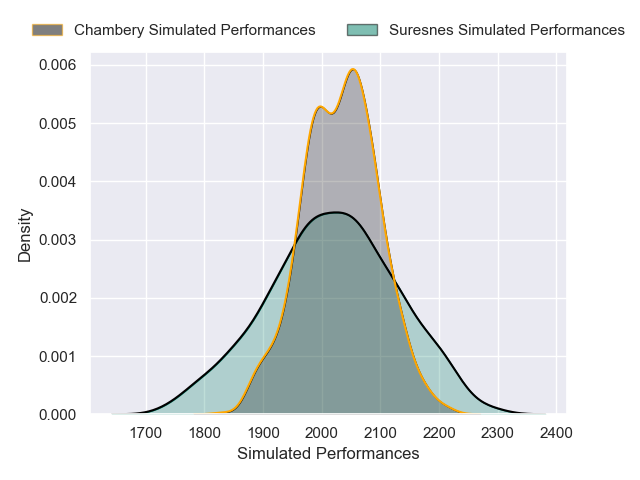 Chambery Simulated Performances
Suresnes Simulated Performances
0.006
0.005
0.004
0.003
0.002
0.001
0.000
Density
1700 1800 1900 2000 2100 2200 2300 2400
Simulated Performances